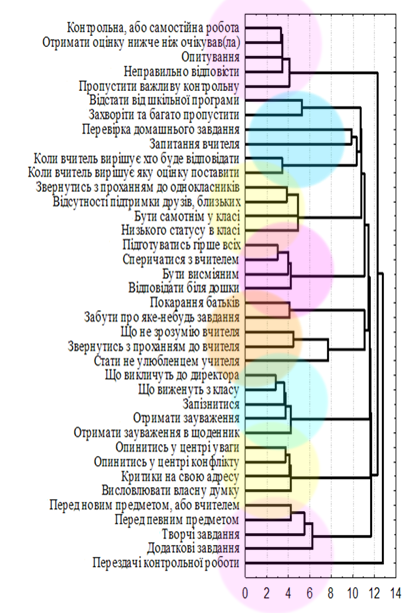 Контрольна, або самостійна робота
Отримати оцінку нижче ніж очікував(ла)
Опитування
Неправильно відповісти
Пропустити важливу контрольну
Відстати від шкільної програми
Захворіти та багато пропустити
Перевірка домашнього завдання
Запитання вчителя
Коли вчитель вирішує хто буде відповідати
Коли вчитель вирішує яку оцінку поставити
Звернутись з проханням до однокласників
Відсутності підтримки друзів, близьких
Бути самотнім у класі
Низького статусу в класі
Підготуватись гірше всіх
Сперичатися з вчителем
Бути висміяним
Відповідати біля дошки
Покарання батьків
Забути про яке-небудь завдання
Що не зрозумію вчителя
Звернутись з проханням до вчителя
Стати не улюбленцем учителя
Що викличуть до директора
Що виженуть з класу
Запізнитися
Отримати зауваження
Отримати зауваження в щоденник
Опинитись у центрі уваги
Опинитись у центрі конфлікту
Критики на свою адресу
Висловлювати власну думку
Перед новим предметом, або вчителем
Перед певним предметом
Творчі завдання
Додаткові завдання
Перездачі контрольної роботи
0 2 4 6 8 10 12 14